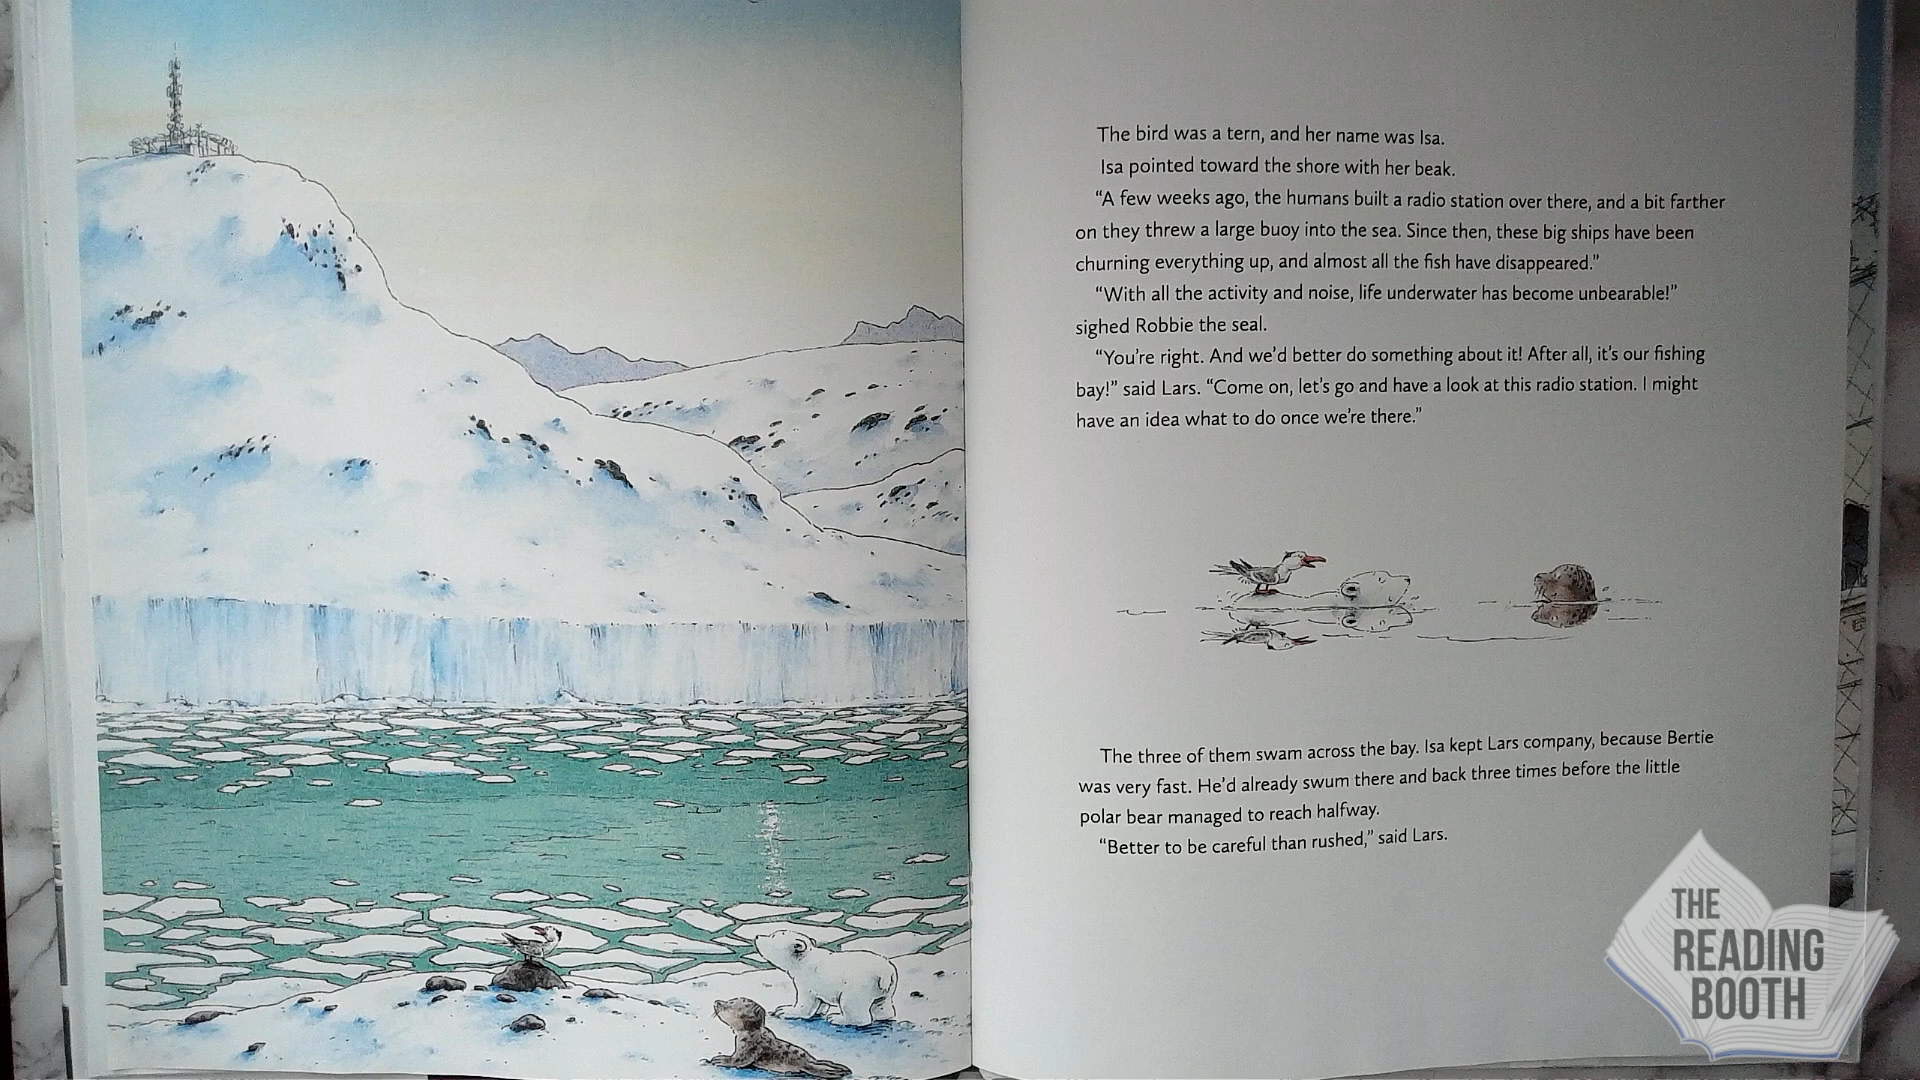 The bird was a tern, and her name was Isa.
Isa pointed toward the shore with her beak.
“A few weeks ago, the humans built a radio station over there, and a bit farther
on they threw a large buoy into the sea. Since then, these big ships have been
churning everything up, and almost all the fish have disappeared.”
“With all the activity and noise, life underwater has become unbearable!”
sighed Robbie the seal.
“You’re right. And we’d better do something about it! After all, it’s our fishing
bay!” said Lars. “Come on, let’s go and have a look at this radio station. I might
have an idea what to do once we’re there.”
The three of them swam across the bay. Isa kept Lars company, because Bertie
was very fast. He’d already swum there and back three times before the little
polar bear managed to reach halfway.
“Better to be careful than rushed,” said Lars.
THE
READING
BOOTH